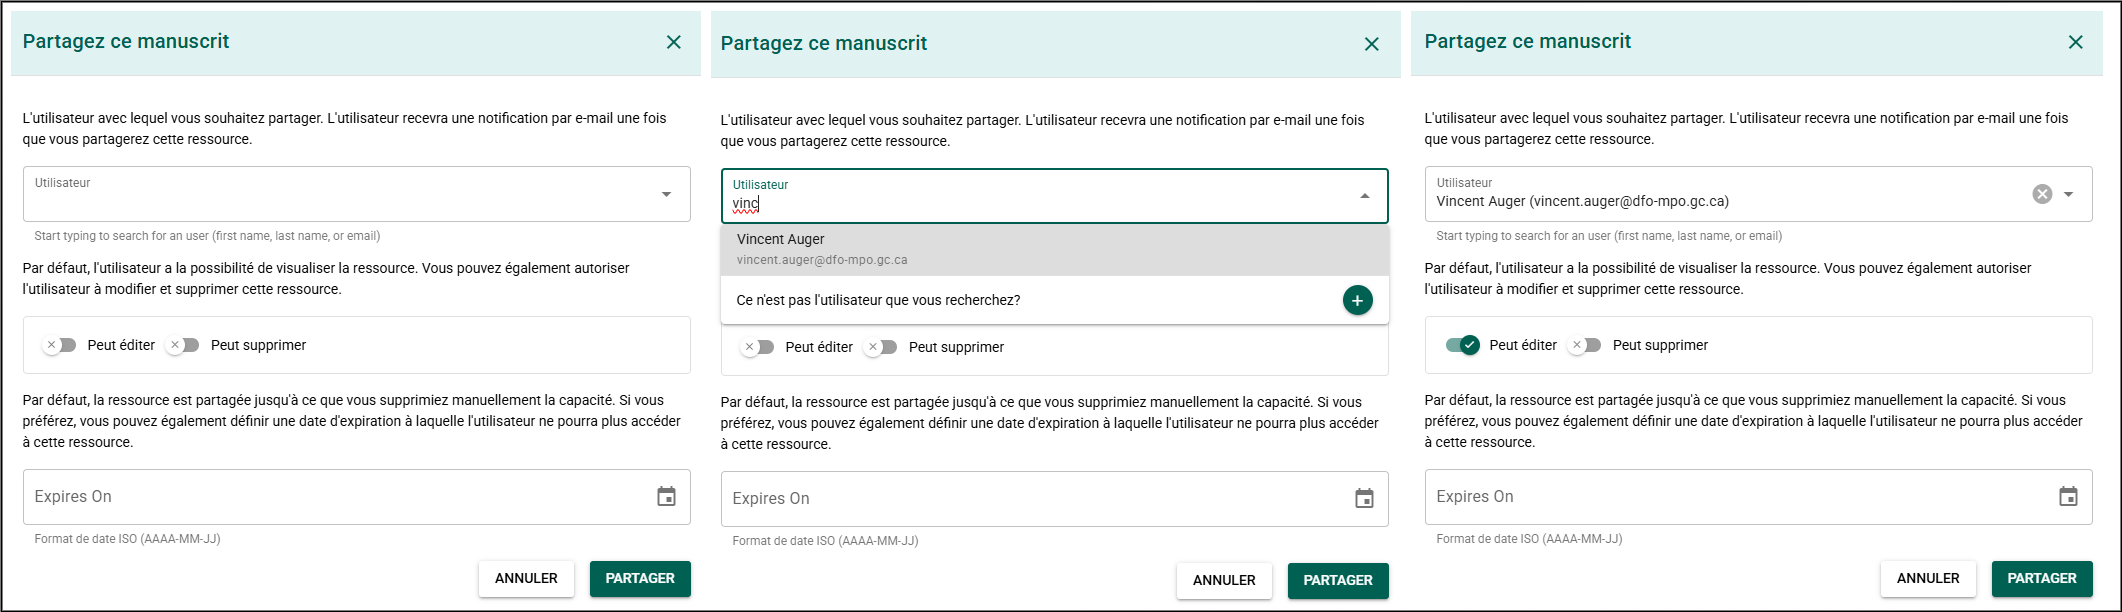 Partagez ce manuscrit
L'utilisateur avec lequel vous souhaitez partager. L'utilisateur recevra une notification par e-mail une fois
que vous partagerez cette ressource.
Utilisateur
Start typing to search for an user (first name, last name, or email)
Par défaut, l'utilisateur a la possibilité de visualiser la ressource. Vous pouvez également autoriser
l'utilisateur à modifier et supprimer cette ressource.
Peut éditer Peut supprimer
Par défaut, la ressource est partagée jusqu'à ce que vous supprimiez manuellement la capacité. Si vous
préférez, vous pouvez également définir une date d'expiration à laquelle l'utilisateur ne pourra plus accéder
à cette ressource.
Expires On
Format de date ISO (AAAA-MM-JJ)
ANNULER PARTAGER
Partagez ce manuscrit
L'utilisateur avec lequel vous souhaitez partager. L'utilisateur recevra une notification par e-mail une fois
que vous partagerez cette ressource.
Utilisateur
vinc
Vincent Auger
vincent.auger@dfo-mpo.gc.ca
Ce n'est pas l'utilisateur que vous recherchez?
Peut éditer Peut supprimer
Par défaut, la ressource est partagée jusqu'à ce que vous supprimiez manuellement la capacité. Si vous
préférez, vous pouvez également définir une date d'expiration à laquelle l'utilisateur ne pourra plus accéder
à cette ressource.
Expires On
Format de date ISO (AAAA-MM-JJ)
ANNULER PARTAGER
Partagez ce manuscrit
L'utilisateur avec lequel vous souhaitez partager. L'utilisateur recevra une notification par e-mail une fois
que vous partagerez cette ressource.
Utilisateur
Vincent Auger (vincent.auger@dfo-mpo.gc.ca)
Start typing to search for an user (first name, last name, or email)
Par défaut, l'utilisateur a la possibilité de visualiser la ressource. Vous pouvez également autoriser
l'utilisateur à modifier et supprimer cette ressource.
Peut éditer Peut supprimer
Par défaut, la ressource est partagée jusqu'à ce que vous supprimiez manuellement la capacité. Si vous
préférez, vous pouvez également définir une date d'expiration à laquelle l'utilisateur ne pourra plus accéder
à cette ressource.
Expires On
Format de date ISO (AAAA-MM-JJ)
ANNULER PARTAGER